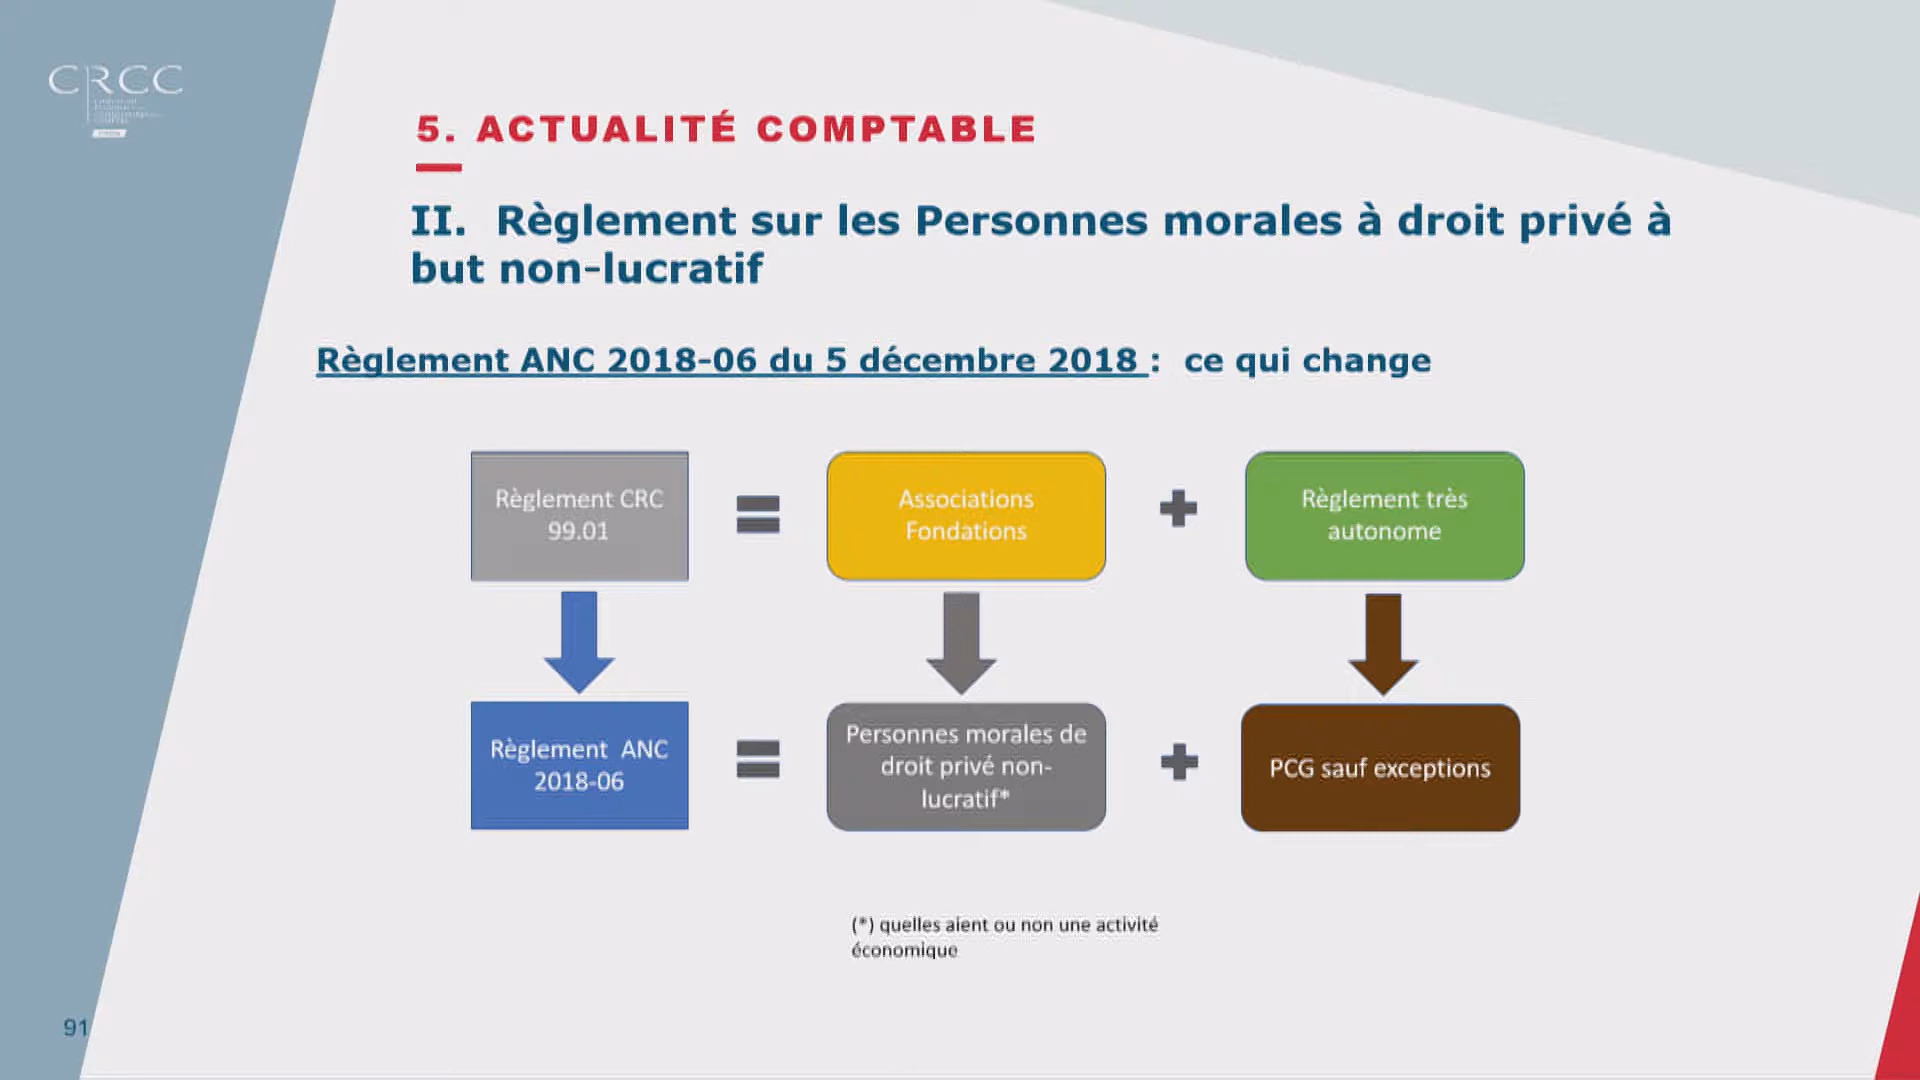 CRCC
5. ACTUALITÉ COMPTABLE
II. Règlement sur les Personnes morales à droit privé à
but non-lucratif
Règlement ANC 2018-06 du 5 décembre 2018 : ce qui change
Règlement CRC
99.01
=
Associations
Fondations
+
Règlement très
autonome
Règlement ANC
2018-06
=
Personnes morales de
droit privé non-
lucratif*
+
PCG sauf exceptions
(*) quelles aient ou non une activité
économique
91